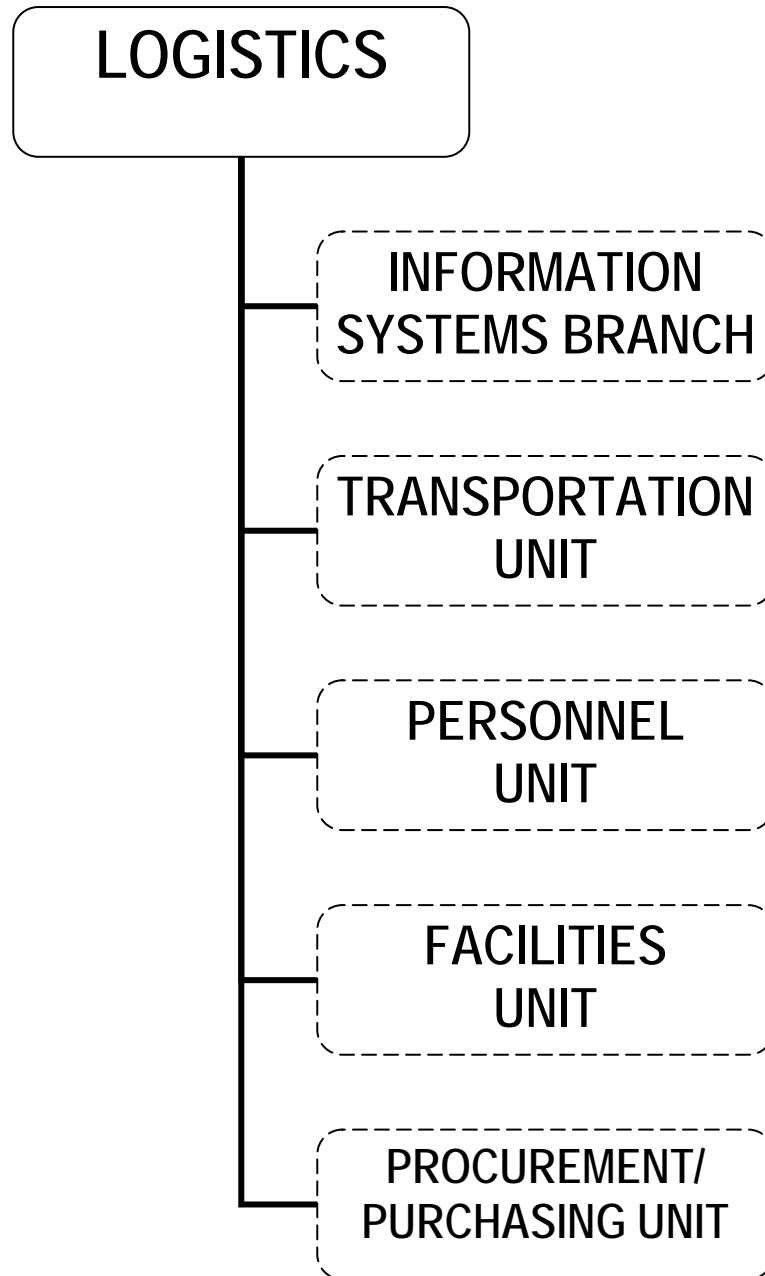 LOGISTICS
INFORMATION
SYSTEMS BRANCH
TRANSPORTATION
UNIT
PERSONNEL
UNIT
FACILITIES
UNIT
PROCUREMENT/
PURCHASING UNIT